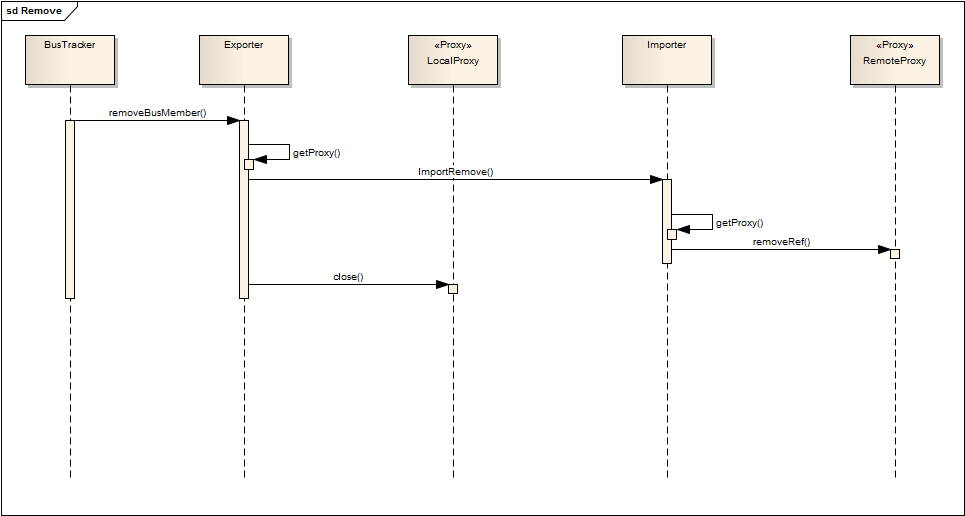 sd Remove
BusTracker
Exporter
«Proxy»
LocalProxy
Importer
«Proxy»
RemoteProxy
removeBusMember()
getProxy()
ImportRemove()
getProxy()
removeRef()
close()